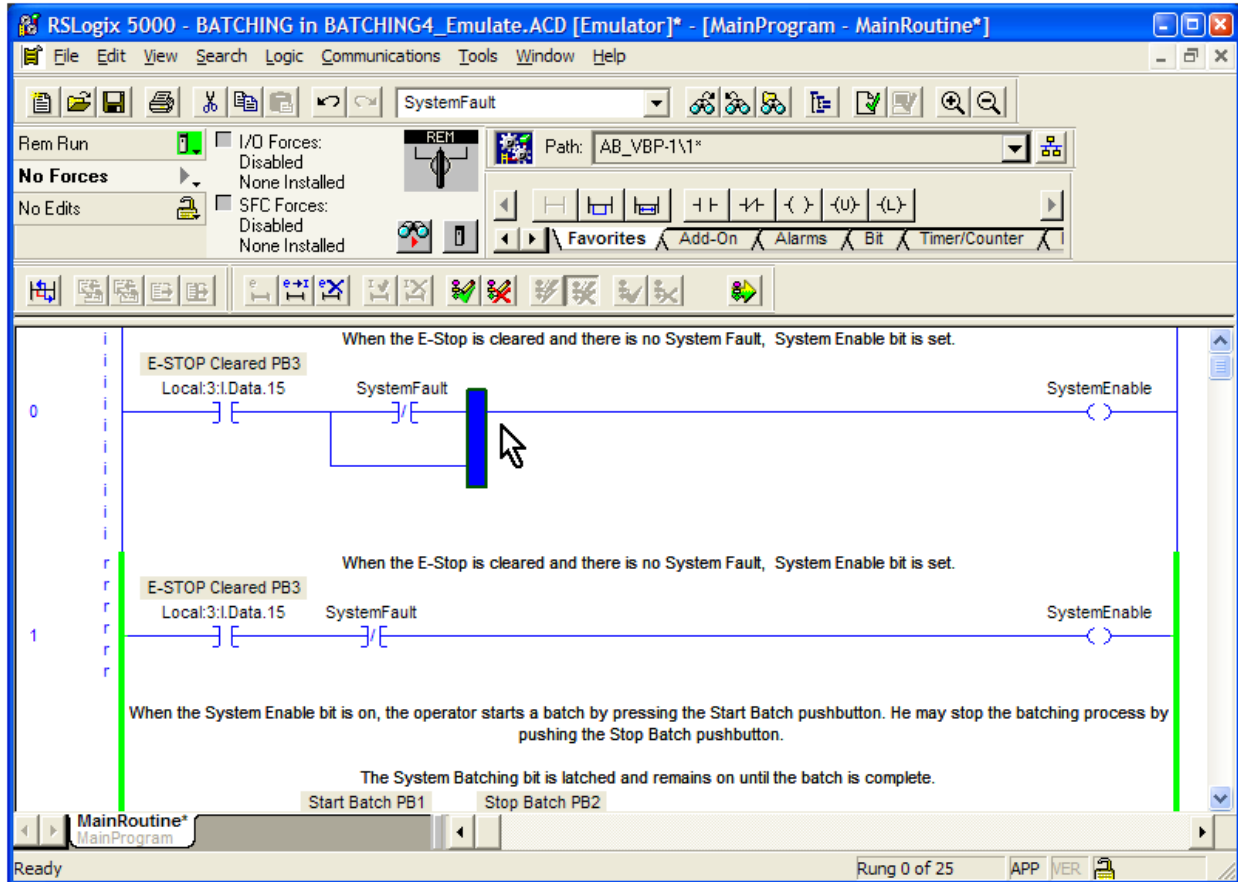 RSLogix 5000 - BATCHING in BATCHING4_Emulate.ACD [Emulator]* - [MainProgram - MainRoutine*]
File Edit View Search Logic Communications Tools Window Help
SystemFault
Rem Run
No Forces
No Edits
I/O Forces:
Disabled
None Installed
SFC Forces:
Disabled
None Installed
REM
Path: AB_VBP-1\1*
Favorites Add-On Alarms Bit Timer/Counter
When the E-Stop is cleared and there is no System Fault, System Enable bit is set.
E-STOP Cleared PB3
Local:3:I.Data.15 SystemFault SystemEnable
0
i
i
i
i
i
i
i
i
i
i
When the E-Stop is cleared and there is no System Fault, System Enable bit is set.
E-STOP Cleared PB3
Local:3:I.Data.15 SystemFault SystemEnable
1
r
r
r
r
r
r
When the System Enable bit is on, the operator starts a batch by pressing the Start Batch pushbutton. He may stop the batching process by
pushing the Stop Batch pushbutton.
The System Batching bit is latched and remains on until the batch is complete.
Start Batch PB1 Stop Batch PB2
MainRoutine*
MainProgram
Ready Rung 0 of 25 APP VER